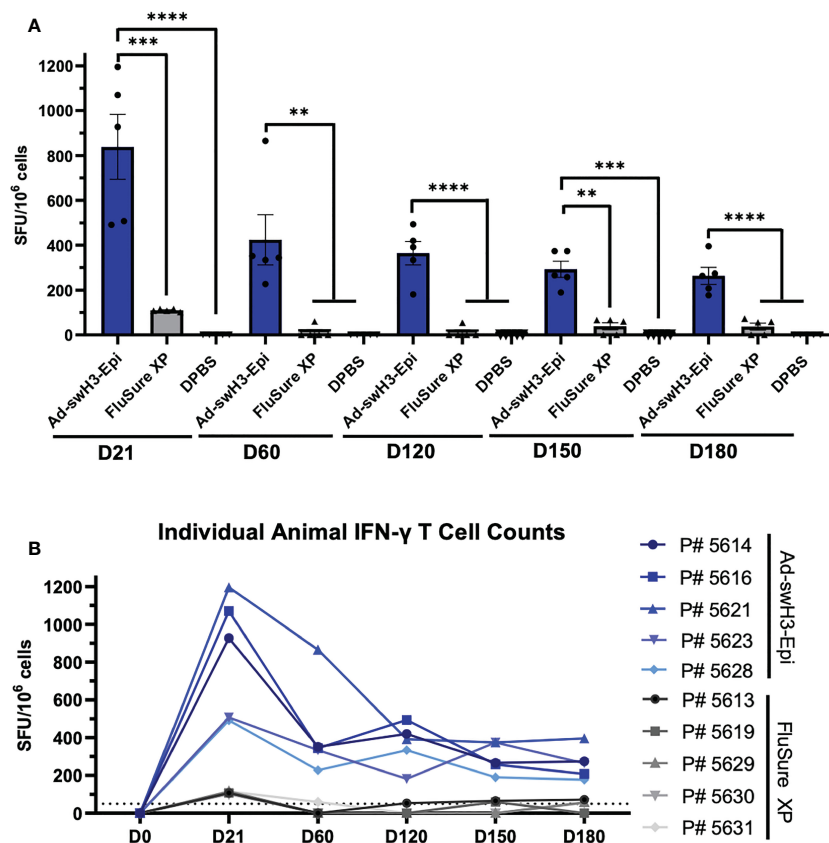 A
****
***
**
****
***
**
****
1200
1000
800
600
400
200
0
SFU/10⁶ cells
Ad-swH3-Epi
FluSure XP
DPBS
Ad-swH3-Epi
FluSure XP
DPBS
Ad-swH3-Epi
FluSure XP
DPBS
Ad-swH3-Epi
FluSure XP
DPBS
Ad-swH3-Epi
FluSure XP
DPBS
D21 D60 D120 D150 D180
B
Individual Animal IFN-γ T Cell Counts
1200
1000
800
600
400
200
0
SFU/10⁶ cells
D0 D21 D60 D120 D150 D180
P# 5614
P# 5616
P# 5621
P# 5623
P# 5628
P# 5613
P# 5619
P# 5629
P# 5630
P# 5631
Ad-swH3-Epi
FluSure XP